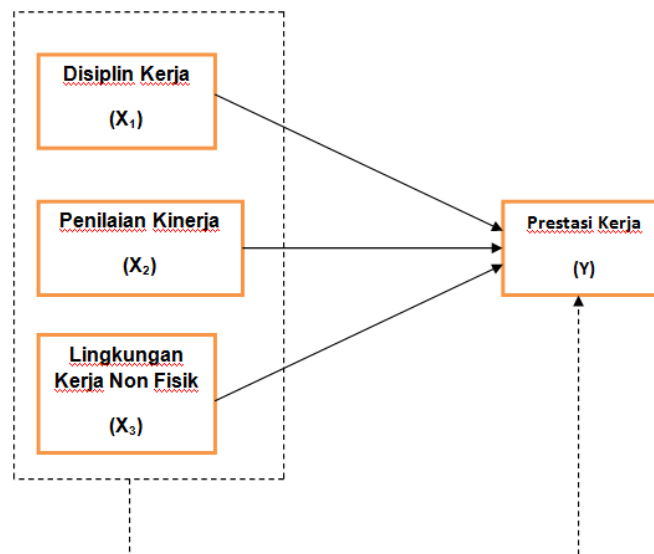 Disiplin Kerja
(X₁)
Penilaian Kinerja
(X₂)
Lingkungan
Kerja Non Fisik
(X₃)
Prestasi Kerja
(Y)